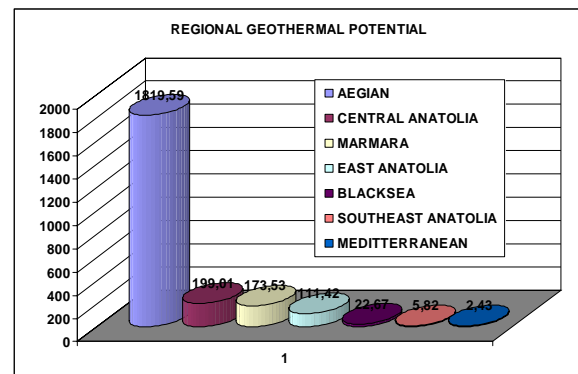 REGIONAL GEOTHERMAL POTENTIAL
2000
1800
1600
1400
1200
1000
800
600
400
200
0
1819,59
199,01
173,53
111,42
22,67
5,82
2,43
AEGIAN
CENTRAL ANATOLIA
MARMARA
EAST ANATOLIA
BLACKSEA
SOUTHEAST ANATOLIA
MEDITTERRANEAN
1